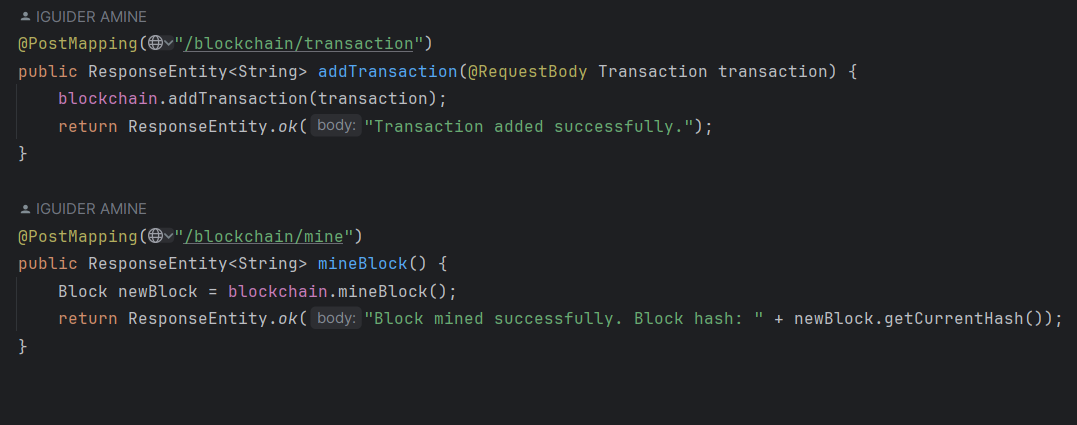 IGUIDER AMINE
@PostMapping("/blockchain/transaction")
public ResponseEntity<String> addTransaction(@RequestBody Transaction transaction) {
blockchain.addTransaction(transaction);
return ResponseEntity.ok( body: "Transaction added successfully.");
}
IGUIDER AMINE
@PostMapping("/blockchain/mine")
public ResponseEntity<String> mineBlock() {
Block newBlock = blockchain.mineBlock();
return ResponseEntity.ok( body: "Block mined successfully. Block hash: " + newBlock.getCurrentHash());
}